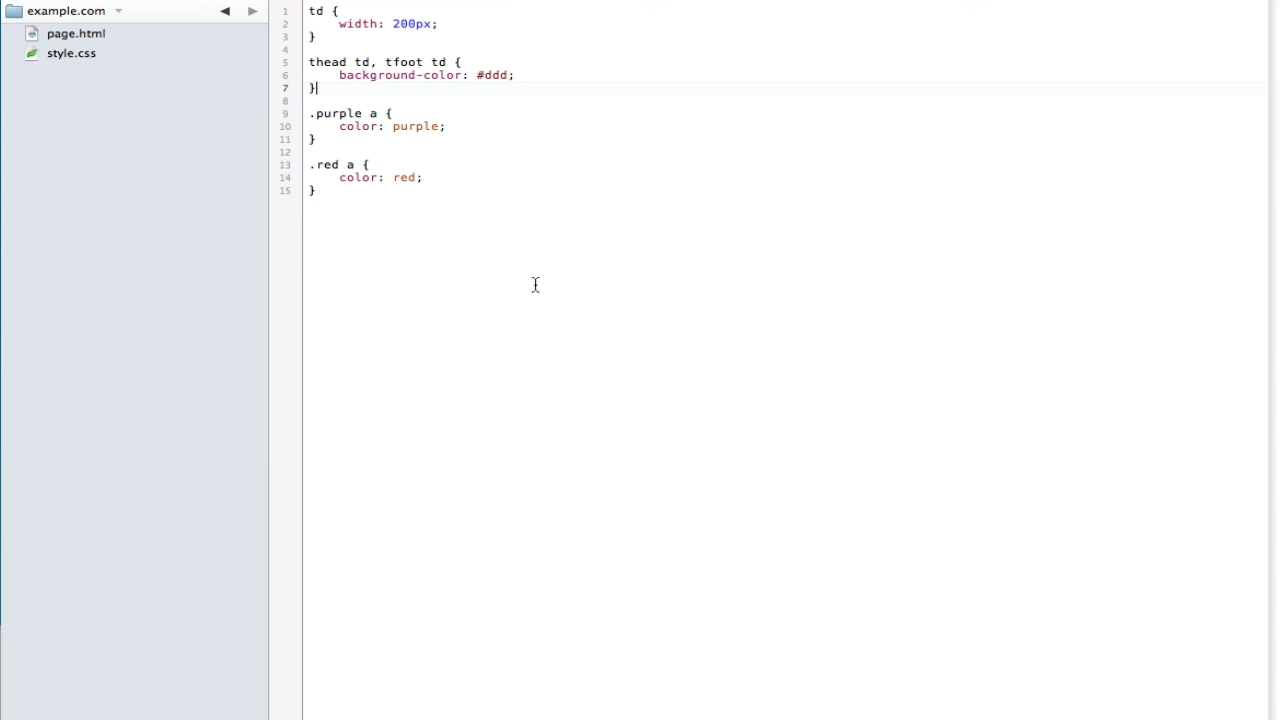 example.com
page.html
style.css
1 td {
2     width: 200px;
3 }
4
5 thead td, tfoot td {
6     background-color: #ddd;
7 }
8
9 .purple a {
10     color: purple;
11 }
12
13 .red a {
14     color: red;
15 }